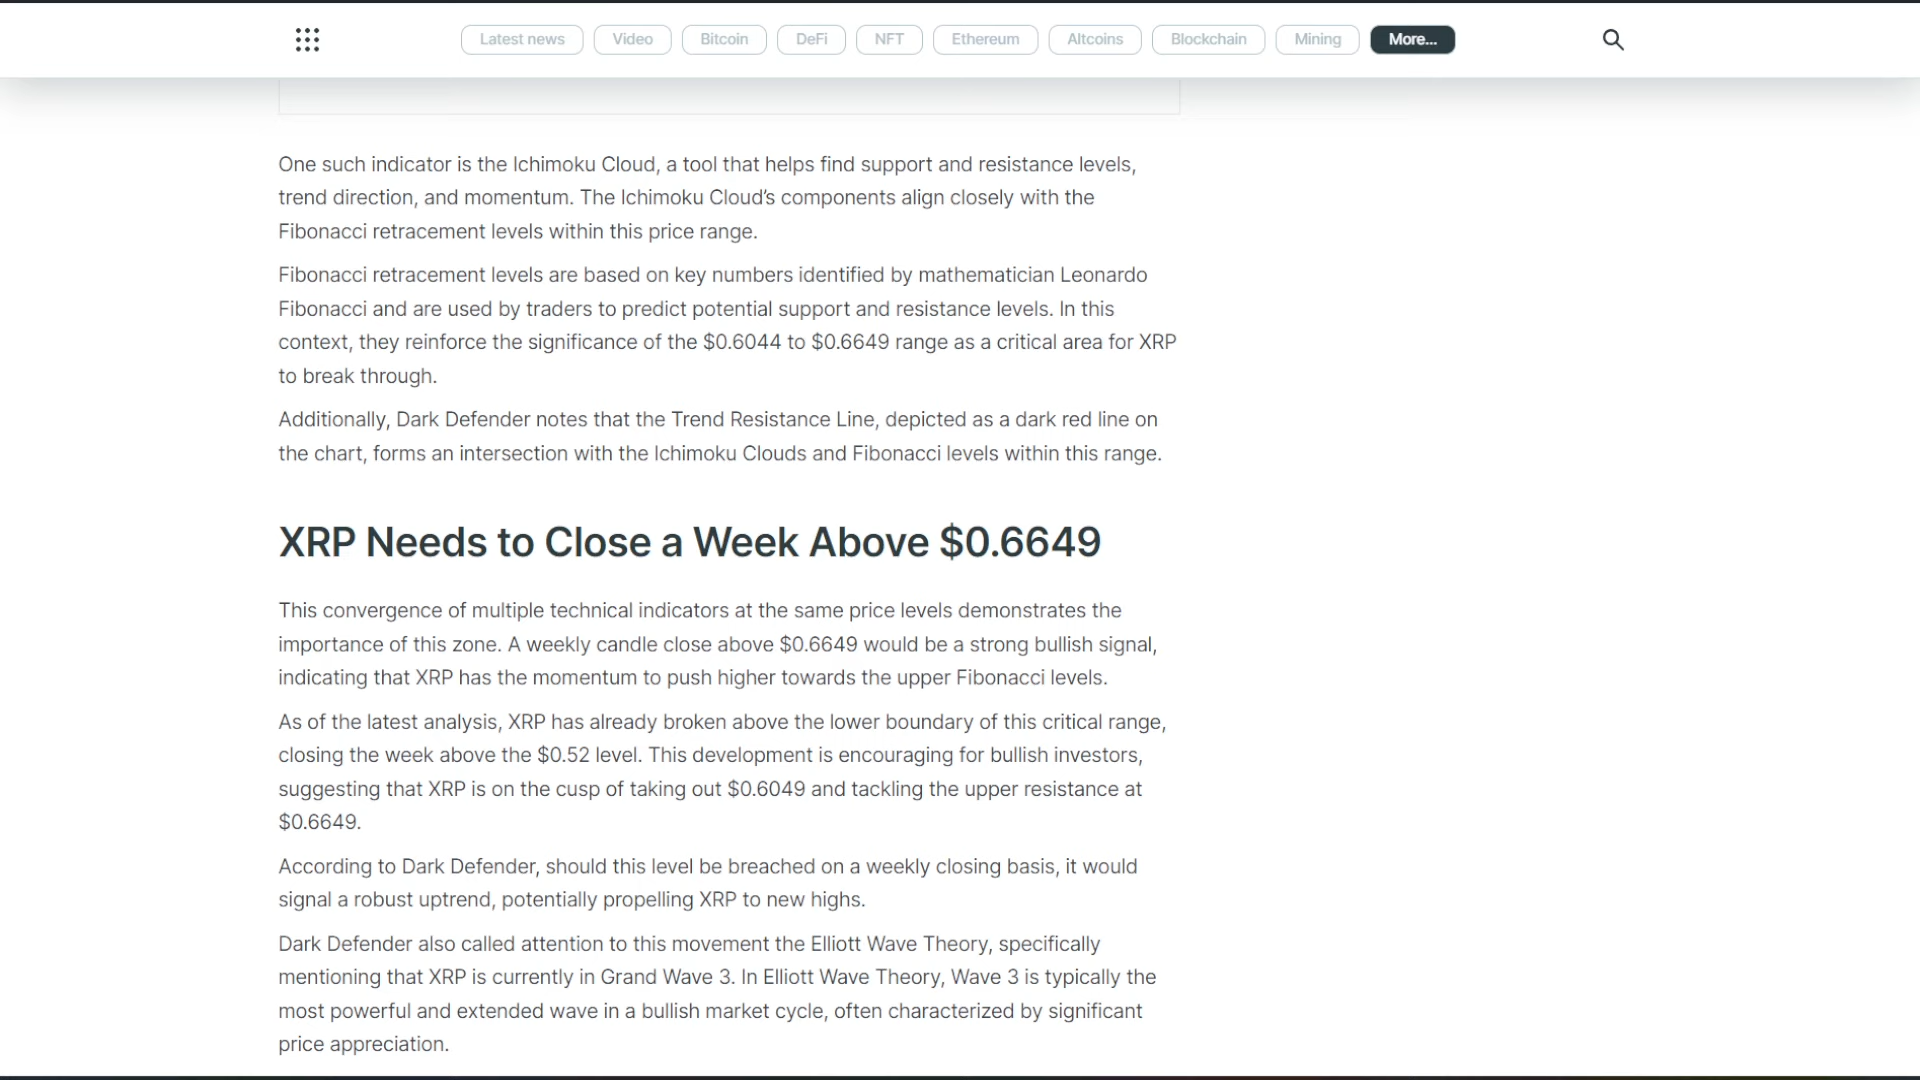 Latest news Video Bitcoin DeFi NFT Ethereum Altcoins Blockchain Mining More...
One such indicator is the Ichimoku Cloud, a tool that helps find support and resistance levels,
trend direction, and momentum. The Ichimoku Cloud’s components align closely with the
Fibonacci retracement levels within this price range.
Fibonacci retracement levels are based on key numbers identified by mathematician Leonardo
Fibonacci and are used by traders to predict potential support and resistance levels. In this
context, they reinforce the significance of the $0.6044 to $0.6649 range as a critical area for XRP
to break through.
Additionally, Dark Defender notes that the Trend Resistance Line, depicted as a dark red line on
the chart, forms an intersection with the Ichimoku Clouds and Fibonacci levels within this range.
XRP Needs to Close a Week Above $0.6649
This convergence of multiple technical indicators at the same price levels demonstrates the
importance of this zone. A weekly candle close above $0.6649 would be a strong bullish signal,
indicating that XRP has the momentum to push higher towards the upper Fibonacci levels.
As of the latest analysis, XRP has already broken above the lower boundary of this critical range,
closing the week above the $0.52 level. This development is encouraging for bullish investors,
suggesting that XRP is on the cusp of taking out $0.6049 and tackling the upper resistance at
$0.6649.
According to Dark Defender, should this level be breached on a weekly closing basis, it would
signal a robust uptrend, potentially propelling XRP to new highs.
Dark Defender also called attention to this movement the Elliott Wave Theory, specifically
mentioning that XRP is currently in Grand Wave 3. In Elliott Wave Theory, Wave 3 is typically the
most powerful and extended wave in a bullish market cycle, often characterized by significant
price appreciation.